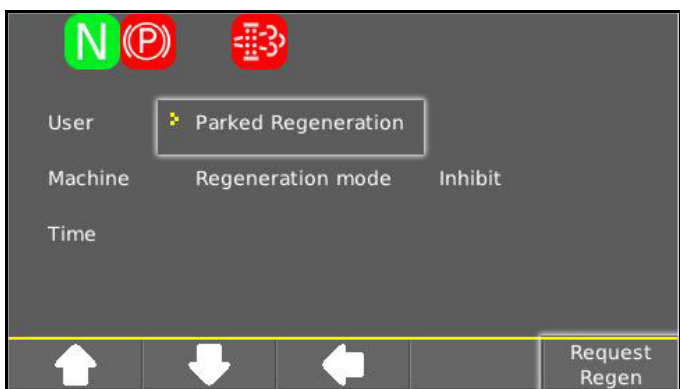 N (P)
User Parked Regeneration
Machine Regeneration mode Inhibit
Time
Request
Regen